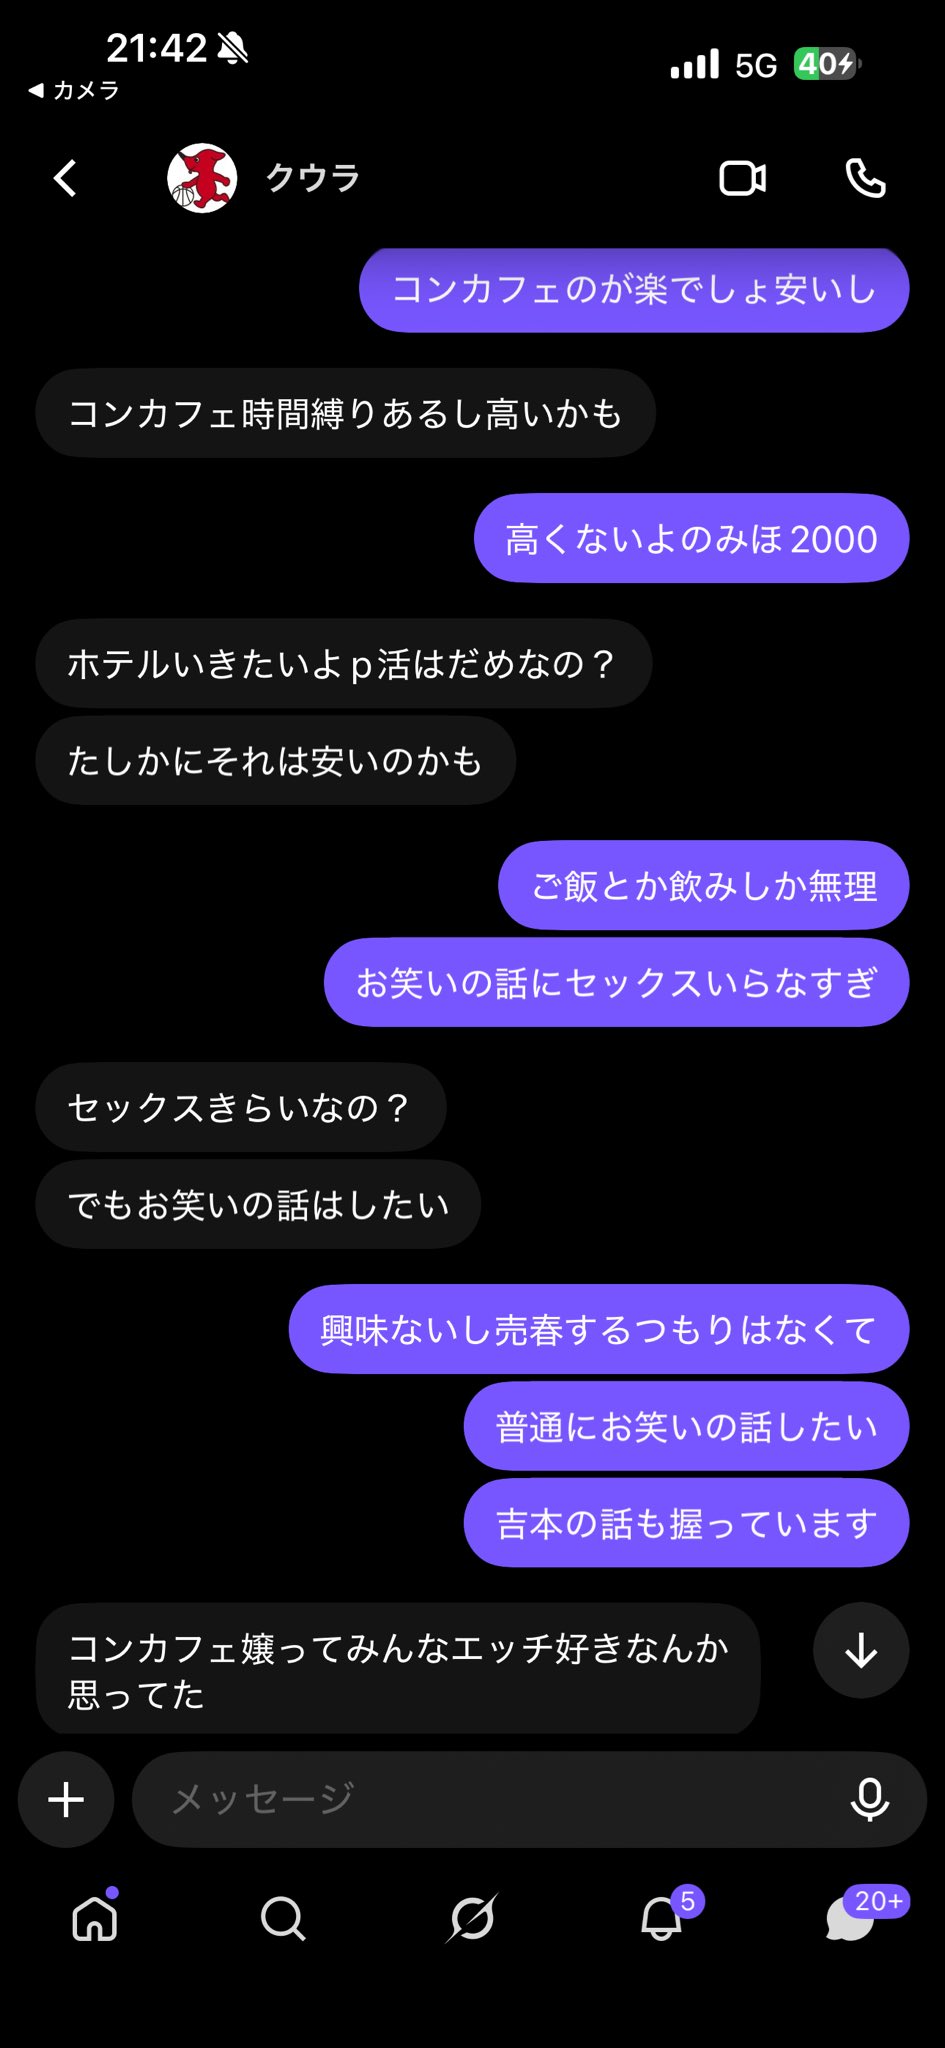 21:42
5G
40
カメラ
クウラ
コンカフェのが楽でしょ安いし
コンカフェ時間縛りあるし高いかも
高くないよのみほ2000
ホテルいきたいよp活はだめなの？
たしかにそれは安いのかも
ご飯とか飲みしか無理
お笑いの話にセックスいらなすぎ
セックスきらいなの？
でもお笑いの話はしたい
興味ないし売春するつもりはなくて
普通にお笑いの話したい
吉本の話も握っています
コンカフェ嬢ってみんなエッチ好きなんか
思ってた
メッセージ
5
20+